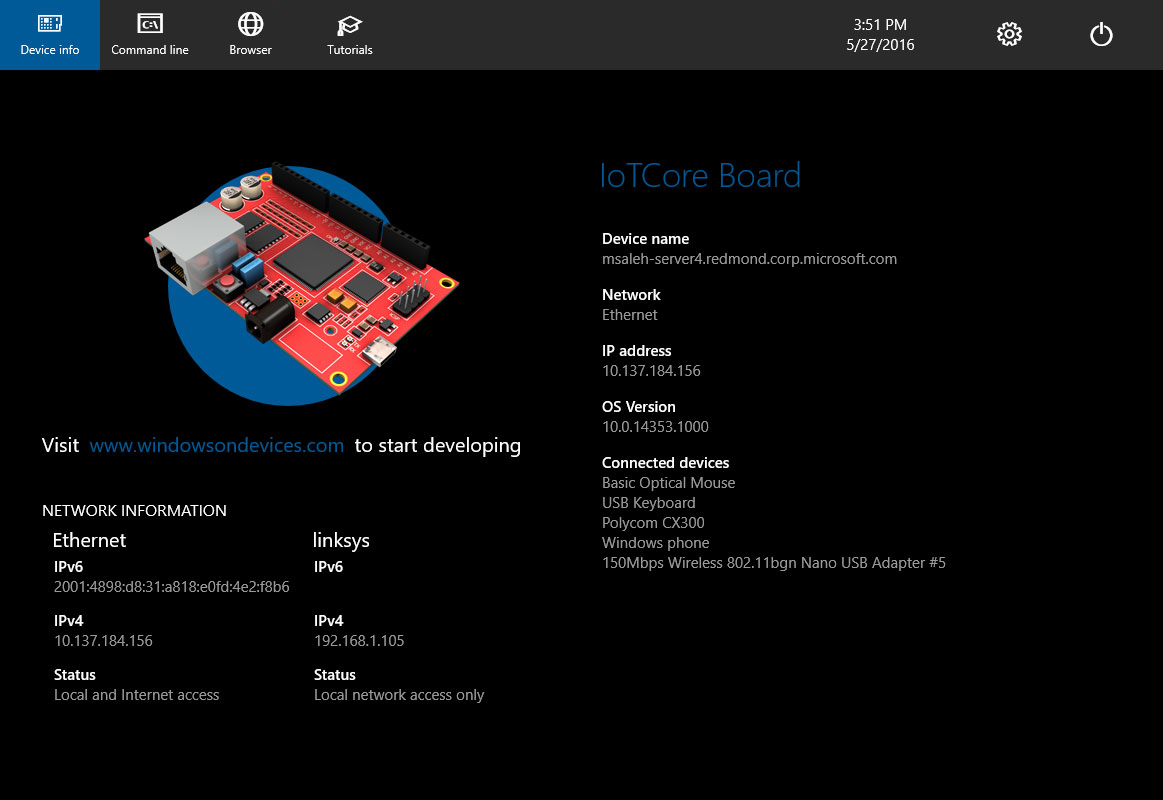 Device info
Command line
Browser
Tutorials
3:51 PM
5/27/2016
C:\
IoTCore Board
Device name
msaleh-server4.redmond.corp.microsoft.com
Network
Ethernet
IP address
10.137.184.156
OS Version
10.0.14353.1000
Connected devices
Basic Optical Mouse
USB Keyboard
Polycom CX300
Windows phone
150Mbps Wireless 802.11bgn Nano USB Adapter #5
Visit www.windowsondevices.com to start developing
NETWORK INFORMATION
Ethernet
IPv6
2001:4898:d8:31:a818:e0fd:4e2:f8b6
IPv4
10.137.184.156
Status
Local and Internet access
linksys
IPv6
IPv4
192.168.1.105
Status
Local network access only